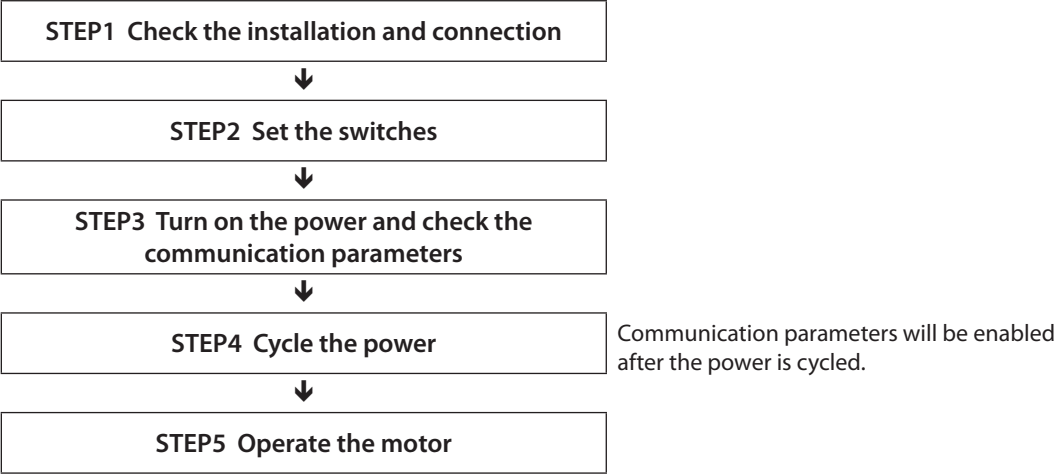 STEP1 Check the installation and connection
STEP2 Set the switches
STEP3 Turn on the power and check the
communication parameters
STEP4 Cycle the power
Communication parameters will be enabled
after the power is cycled.
STEP5 Operate the motor